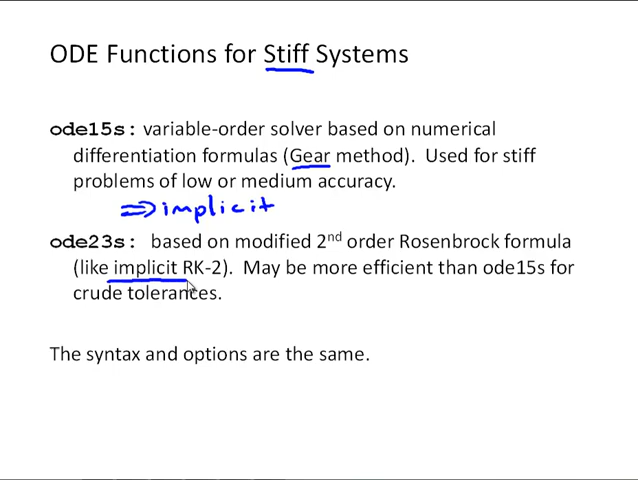 ODE Functions for Stiff Systems
ode15s: variable-order solver based on numerical
differentiation formulas (Gear method). Used for stiff
problems of low or medium accuracy.
⇒ implicit
ode23s: based on modified 2nd order Rosenbrock formula
(like implicit RK-2). May be more efficient than ode15s for
crude tolerances.
The syntax and options are the same.